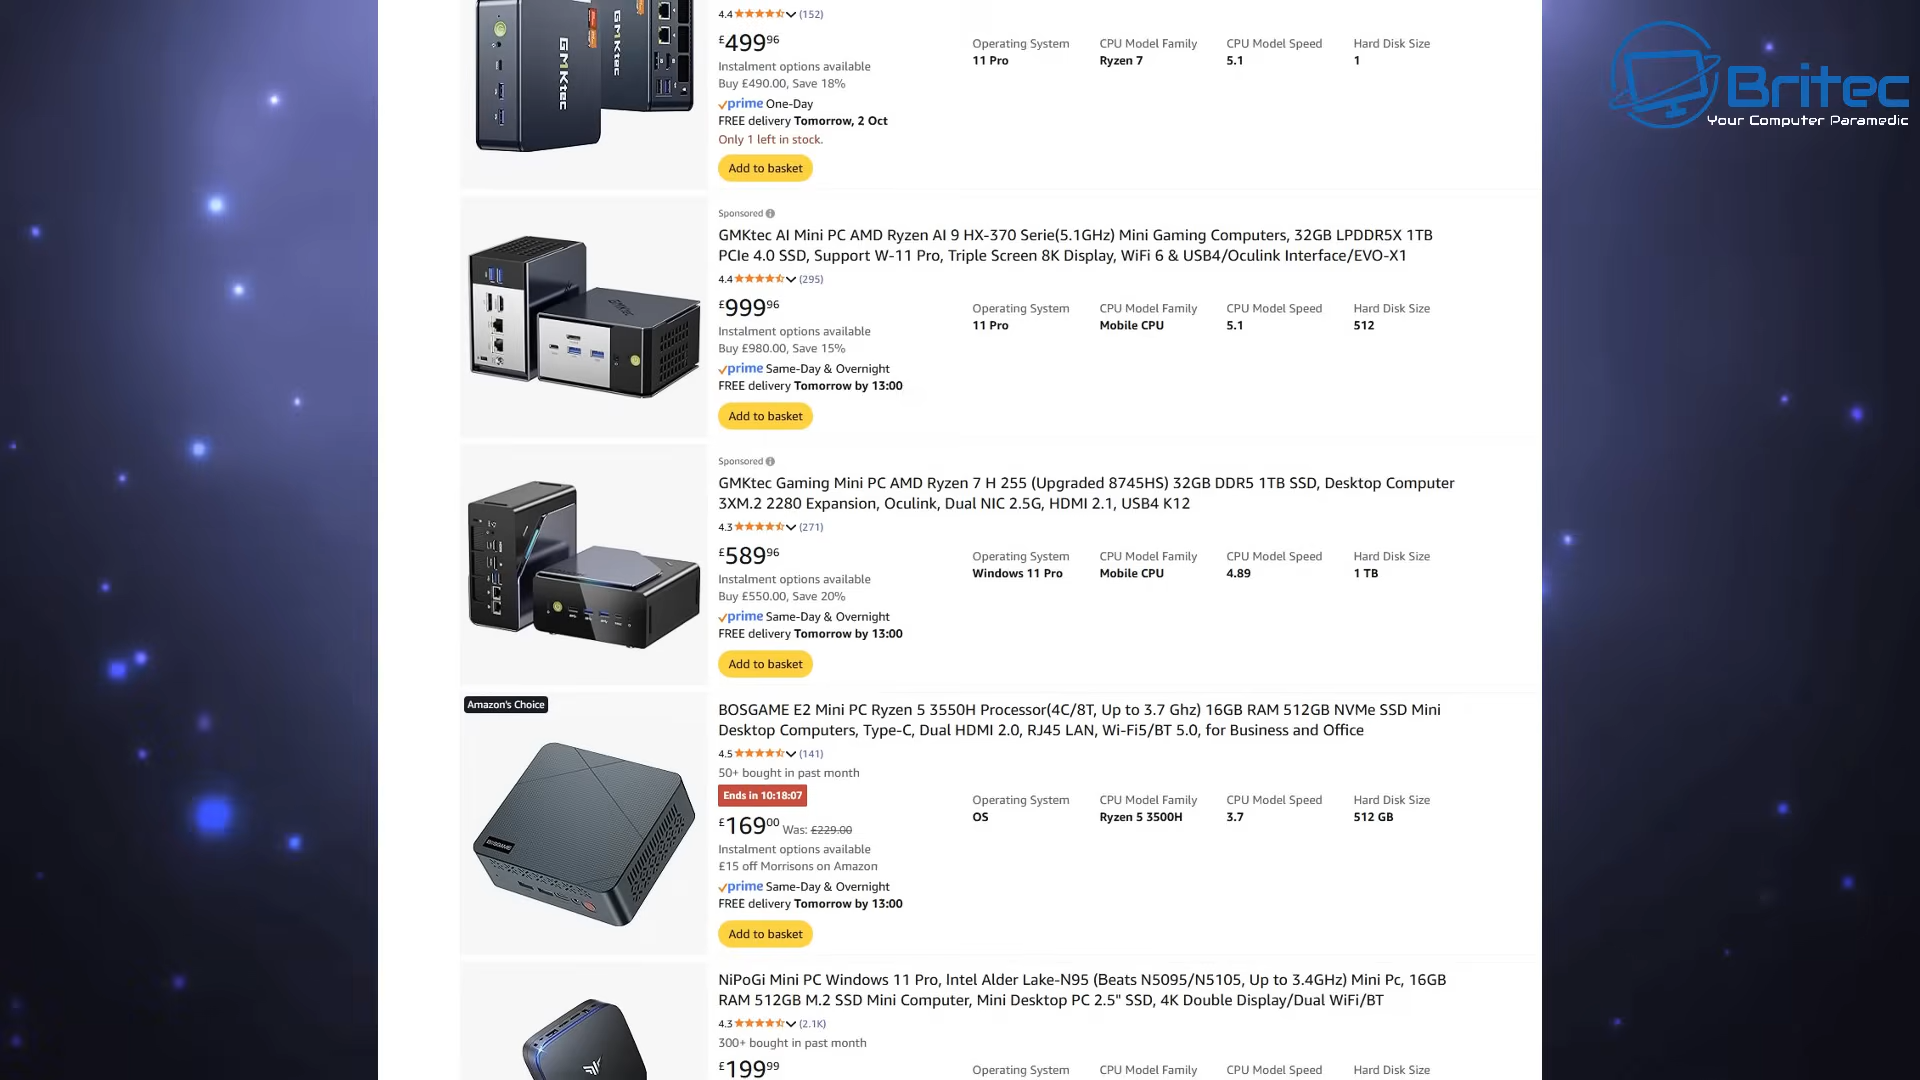 4.4 (152)
£499.96
Instalment options available
Buy £490.00, Save 18%
prime One-Day
FREE delivery Tomorrow, 2 Oct
Only 1 left in stock.
Add to basket
Operating System CPU Model Family CPU Model Speed Hard Disk Size
11 Pro Ryzen 7 5.1 1
GMKtec
GMKtec
Britec
Your Computer Paramedic
Sponsored
GMKtec AI Mini PC AMD Ryzen AI 9 HX-370 Serie(5.1GHz) Mini Gaming Computers, 32GB LPDDR5X 1TB
PCIe 4.0 SSD, Support W-11 Pro, Triple Screen 8K Display, WiFi 6 & USB4/Oculink Interface/EVO-X1
4.4 (295)
£999.96
Instalment options available
Buy £980.00, Save 15%
prime Same-Day & Overnight
FREE delivery Tomorrow by 13:00
Add to basket
Operating System CPU Model Family CPU Model Speed Hard Disk Size
11 Pro Mobile CPU 5.1 512
Sponsored
GMKtec Gaming Mini PC AMD Ryzen 7 H 255 (Upgraded 8745HS) 32GB DDR5 1TB SSD, Desktop Computer
3XM.2 2280 Expansion, Oculink, Dual NIC 2.5G, HDMI 2.1, USB4 K12
4.3 (271)
£589.96
Instalment options available
Buy £550.00, Save 20%
prime Same-Day & Overnight
FREE delivery Tomorrow by 13:00
Add to basket
Operating System CPU Model Family CPU Model Speed Hard Disk Size
Windows 11 Pro Mobile CPU 4.89 1 TB
Amazon's Choice
BOSGAME
BOSGAME E2 Mini PC Ryzen 5 3550H Processor(4C/8T, Up to 3.7 Ghz) 16GB RAM 512GB NVMe SSD Mini
Desktop Computers, Type-C, Dual HDMI 2.0, RJ45 LAN, Wi-Fi5/BT 5.0, for Business and Office
4.5 (141)
50+ bought in past month
Ends in 10:18:07
£169.00 Was: £229.00
Instalment options available
£15 off Morrisons on Amazon
prime Same-Day & Overnight
FREE delivery Tomorrow by 13:00
Add to basket
Operating System CPU Model Family CPU Model Speed Hard Disk Size
OS Ryzen 5 3500H 3.7 512 GB
NiPoGi Mini PC Windows 11 Pro, lntel Alder Lake-N95 (Beats N5095/N5105, Up to 3.4GHz) Mini Pc, 16GB
RAM 512GB M.2 SSD Mini Computer, Mini Desktop PC 2.5" SSD, 4K Double Display/Dual WiFi/BT
4.3 (2.1K)
300+ bought in past month
£199.99
Operating System CPU Model Family CPU Model Speed Hard Disk Size